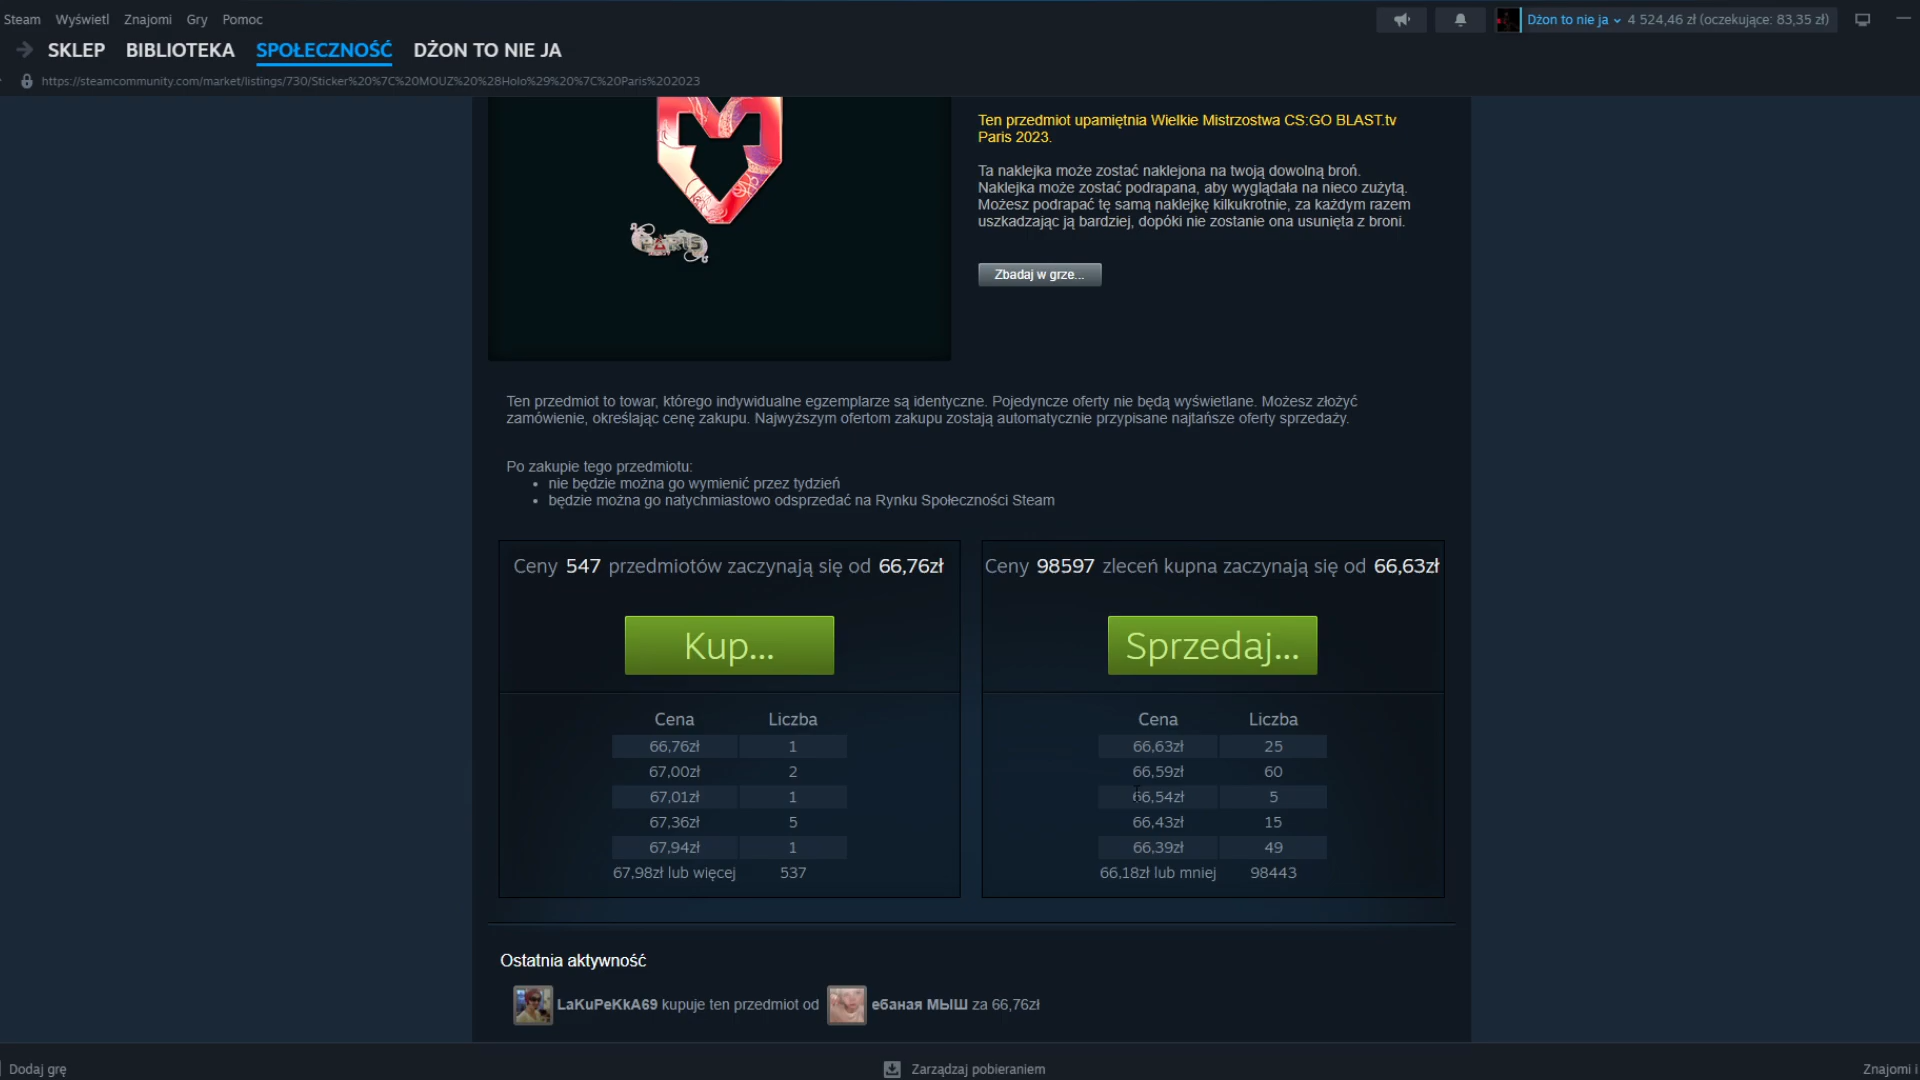 Steam Wyświetl Znajomi Gry Pomoc
Dżon to nie ja 4 524,46 zł (oczekujące: 83,35 zł)
SKLEP BIBLIOTEKA SPOŁECZNOŚĆ DŻON TO NIE JA
https://steamcommunity.com/market/listings/730/Sticker%20%7C%20MOUZ%20%28Holo%29%20%7C%20Paris%202023
PARIS
Ten przedmiot upamiętnia Wielkie Mistrzostwa CS:GO BLAST.tv
Paris 2023.
Ta naklejka może zostać naklejona na twoją dowolną broń.
Naklejka może zostać podrapana, aby wyglądała na nieco zużytą.
Możesz podrapać tę samą naklejkę kilkukrotnie, za każdym razem
uszkadzając ją bardziej, dopóki nie zostanie ona usunięta z broni.
Zbadaj w grze...
Ten przedmiot to towar, którego indywidualne egzemplarze są identyczne. Pojedyncze oferty nie będą wyświetlane. Możesz złożyć
zamówienie, określając cenę zakupu. Najwyższym ofertom zakupu zostają automatycznie przypisane najtańsze oferty sprzedaży.
Po zakupie tego przedmiotu:
• nie będzie można go wymienić przez tydzień
• będzie można go natychmiastowo odsprzedać na Rynku Społeczności Steam
Ceny 547 przedmiotów zaczynają się od 66,76zł
Kup...
Cena Liczba
66,76zł 1
67,00zł 2
67,01zł 1
67,36zł 5
67,94zł 1
67,98zł lub więcej 537
Ceny 98597 zleceń kupna zaczynają się od 66,63zł
Sprzedaj...
Cena Liczba
66,63zł 25
66,59zł 60
66,54zł 5
66,43zł 15
66,39zł 49
66,18zł lub mniej 98443
Ostatnia aktywność
LaKuPeKkA69 kupuje ten przedmiot od ебаная МЫШ za 66,76zł
Dodaj grę
Zarządzaj pobieraniem
Znajomi i